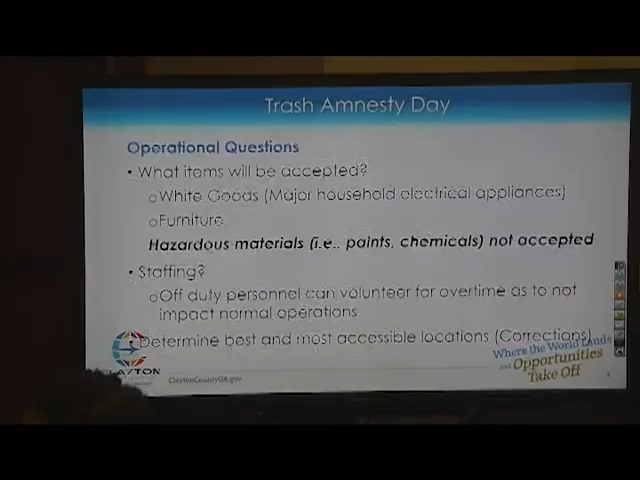 Trash Amnesty Day
Operational Questions
• What items will be accepted?
o White Goods (Major household electrical appliances)
o Furniture
Hazardous materials (i.e.. paints, chemicals) not accepted
• Staffing?
o Off duty personnel can volunteer for overtime as to not
impact normal operations
Determine best and most accessible locations (Corrections)
Where the World Lands
and Opportunities
Take Off
CLAYTON
ClaytonCountyGA.gov
4